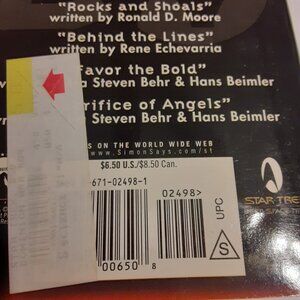 "Rocks and Shoals"
written by Ronald D. Moore
"Behind the Lines"
written by Rene Echevarria
Favor the Bold"
Steven Behr & Hans Beimler
rifice of Angels"
Steven Behr & Hans Beimler
S ON THE WORLD WIDE WEB
www.SimonSays.com/st
$6.50 U.S./$8.50 Can.
671-02498-1
02498>
UPC
S
00650
8
STAR TRE